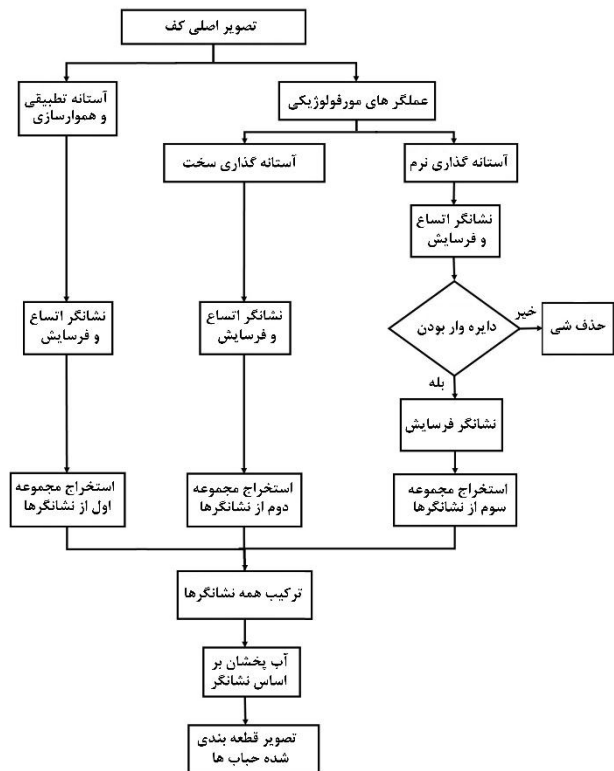 تصویر اصلی کف
آستانه تطبیقی
و هموارسازی
عملگر های مورفولوژیکی
آستانه گذاری سخت
آستانه گذاری نرم
نشانگر اتساع
و فرسایش
نشانگر اتساع
و فرسایش
نشانگر اتساع
و فرسایش
دایره وار بودن
خیر
حذف شی
بله
نشانگر فرسایش
استخراج مجموعه
اول از نشانگرها
استخراج مجموعه
دوم از نشانگرها
استخراج مجموعه
سوم از نشانگرها
ترکیب همه نشانگرها
آب پخشان بر
اساس نشانگر
تصویر قطعه بندی
شده حباب ها